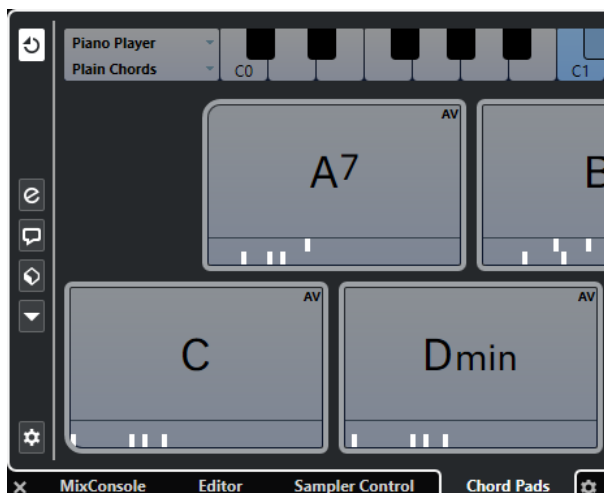 Piano Player
Plain Chords
C0
C1
AV
A7
B
AV
AV
C
Dmin
MixConsole
Editor
Sampler Control
Chord Pads